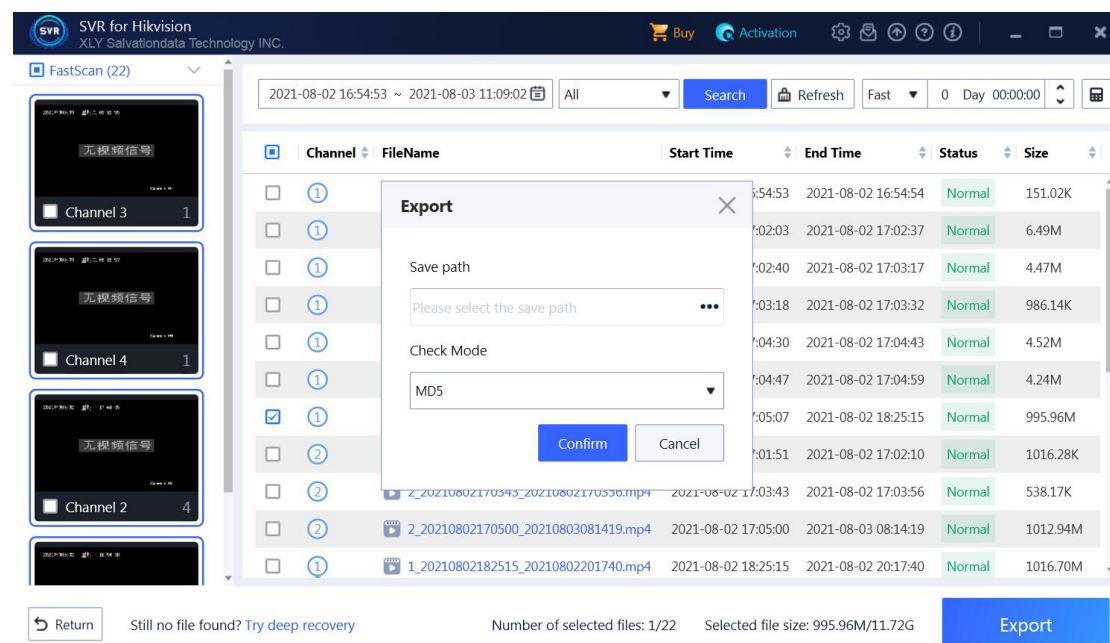 SVR
SVR for Hikvision
XLY Salvationdata Technology INC.
Buy
Activation
FastScan (22)
无视频信号
Channel 3
1
无视频信号
Channel 4
1
无视频信号
Channel 2
4
2021-08-02 16:54:53 ~ 2021-08-03 11:09:02
All
Search
Refresh
Fast
0 Day 00:00:00
Channel FileName Start Time End Time Status Size
1 :54:53 2021-08-02 16:54:54 Normal 151.02K
1 :02:03 2021-08-02 17:02:37 Normal 6.49M
1 :02:40 2021-08-02 17:03:17 Normal 4.47M
1 :03:18 2021-08-02 17:03:32 Normal 986.14K
1 :04:30 2021-08-02 17:04:43 Normal 4.52M
1 :04:47 2021-08-02 17:04:59 Normal 4.24M
1 :05:07 2021-08-02 18:25:15 Normal 995.96M
2 :01:51 2021-08-02 17:02:10 Normal 1016.28K
2 2_20210802170343_20210802170356.mp4 2021-08-02 17:03:43 2021-08-02 17:03:56 Normal 538.17K
2 2_20210802170500_20210803081419.mp4 2021-08-02 17:05:00 2021-08-03 08:14:19 Normal 1012.94M
1 1_20210802182515_20210802201740.mp4 2021-08-02 18:25:15 2021-08-02 20:17:40 Normal 1016.70M
Export
Save path
Please select the save path
Check Mode
MD5
Confirm
Cancel
Return
Still no file found? Try deep recovery
Number of selected files: 1/22
Selected file size: 995.96M/11.72G
Export